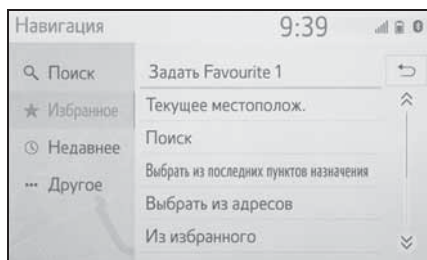 Навигация 9:39
Поиск
Избранное
Недавнее
Другое
Задать Favourite 1
Текущее местополож.
Поиск
Выбрать из последних пунктов назначения
Выбрать из адресов
Из избранного